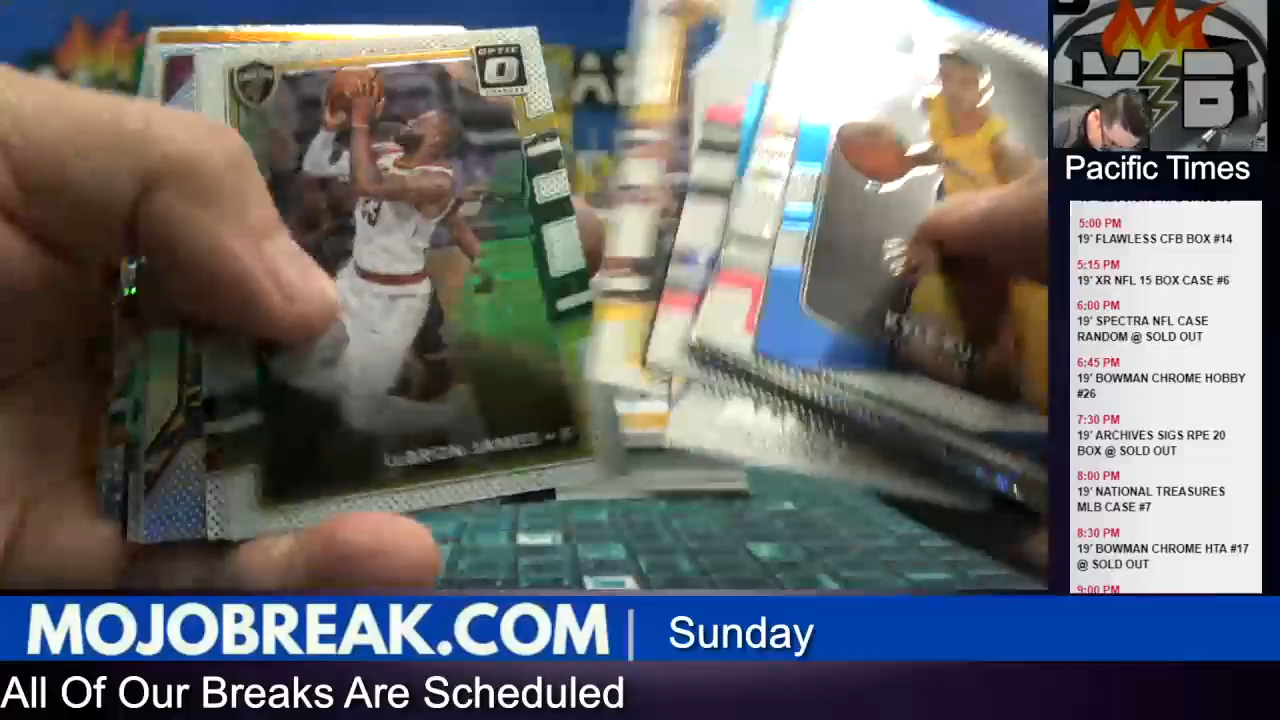 OPTIC
LEBRON JAMES - F
M B
Pacific Times
5:00 PM
19' FLAWLESS CFB BOX #14
5:15 PM
19' XR NFL 15 BOX CASE #6
6:00 PM
19' SPECTRA NFL CASE
RANDOM @ SOLD OUT
6:45 PM
19' BOWMAN CHROME HOBBY
#26
7:30 PM
19' ARCHIVES SIGS RPE 20
BOX @ SOLD OUT
8:00 PM
19' NATIONAL TREASURES
MLB CASE #7
8:30 PM
19' BOWMAN CHROME HTA #17
@ SOLD OUT
9:00 PM
MOJOBREAK.COM | Sunday
All Of Our Breaks Are Scheduled